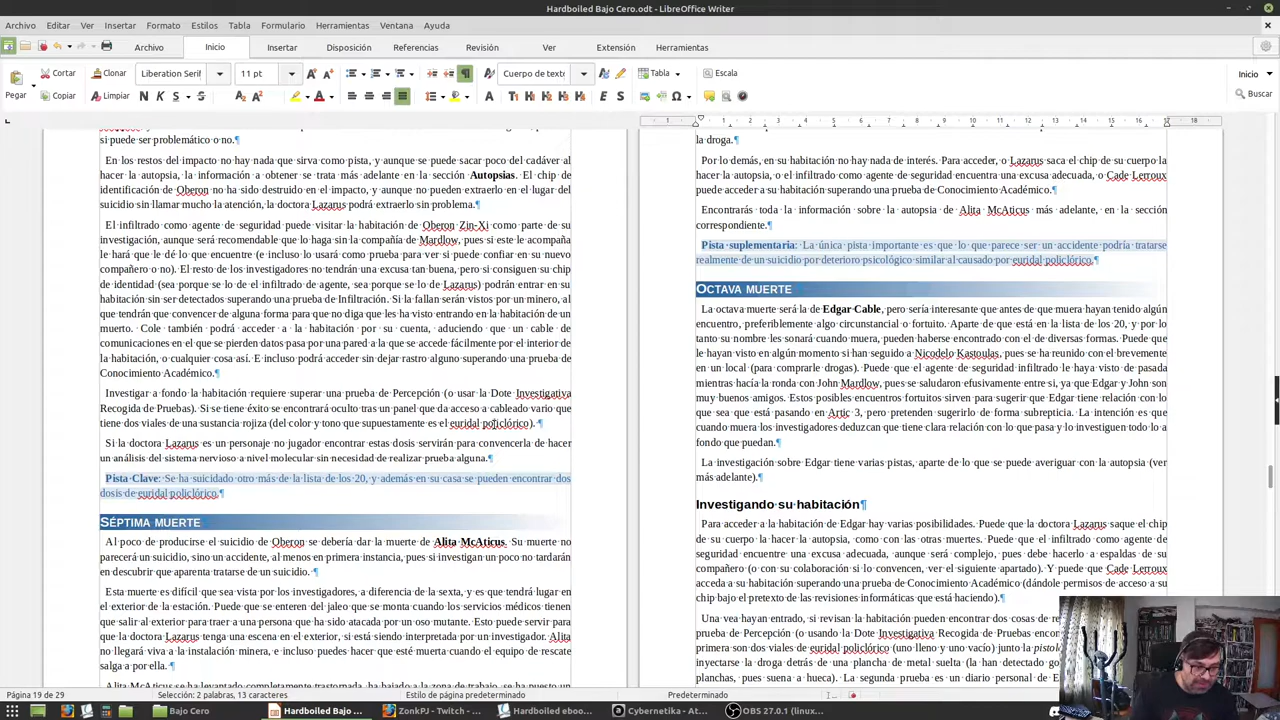 Hardboiled Bajo Cero.odt - LibreOffice Writer
Archivo Editar Ver Insertar Formato Estilos Tabla Formulario Herramientas Ventana Ayuda
Archivo Inicio Insertar Disposición Referencias Revisión Ver Extensión Herramientas
Cortar Clonar Liberation Serif 11 pt Cuerpo de texto Tabla Escala Inicio
Pegar Copiar Limpiar Buscar
si puede ser problemático o no.¶
En los restos del impacto no hay nada que sirva como pista, y aunque se puede sacar poco del cadáver al
hacer la autopsia, la información a obtener se trata más adelante en la sección Autopsias. El chip de
identificación de Oberon no ha sido destruido en el impacto, y aunque no pueden extraerlo en el lugar del
suicidio sin llamar mucho la atención, la doctora Lazarus podrá extraerlo sin problema.¶
El infiltrado como agente de seguridad puede visitar la habitación de Oberon Zin-Xi como parte de su
investigación, aunque será recomendable que lo haga sin la compañía de Mardlow, pues si este le acompaña
le hará que le dé lo que encuentre (e incluso lo usará como prueba para ver si puede confiar en su nuevo
compañero o no). El resto de los investigadores no tendrán una excusa tan buena, pero si consiguen su chip
de identidad (sea porque se lo de el infiltrado de agente, sea porque se lo de Lazarus) podrán entrar en su
habitación sin ser detectados superando una prueba de Infiltración. Si la fallan serán vistos por un minero, al
que tendrán que convencer de alguna forma para que no diga que les ha visto entrando en la habitación de un
muerto. Cole también podrá acceder a la habitación por su cuenta, aduciendo que un cable de
comunicaciones en el que se pierden datos pasa por una pared a la que se accede fácilmente por el interior de
la habitación, o cualquier cosa así. E incluso podrá acceder sin dejar rastro alguno superando una prueba de
Conocimiento Académico.¶
Investigar a fondo la habitación requiere superar una prueba de Percepción (o usar la Dote Investigativa
Recogida de Pruebas). Si se tiene éxito se encontrará oculto tras un panel que da acceso a cableado vario que
tiene dos viales de una sustancia rojiza (del color y tono que supuestamente es el euridal policlórico). ¶
Si la doctora Lazarus es un personaje no jugador encontrar estas dosis servirán para convencerla de hacer
un análisis del sistema nervioso a nivel molecular sin necesidad de realizar prueba alguna.¶
Pista Clave: Se ha suicidado otro más de la lista de los 20, y además en su casa se pueden encontrar dos
dosis de euridal policlórico.¶
SÉPTIMA MUERTE
Al poco de producirse el suicidio de Oberon se debería dar la muerte de Alita McAticus. Su muerte no
parecerá un suicidio, sino un accidente, al menos en primera instancia, pues si investigan un poco no tardarán
en descubrir que aparenta tratarse de un suicidio. ¶
Esta muerte es difícil que sea vista por los investigadores, a diferencia de la sexta, y es que tendrá lugar en
el exterior de la estación. Puede que se enteren del jaleo que se monta cuando los servicios médicos tienen
que salir al exterior para traer a una persona que ha sido atacada por un oso mutante. Esto puede servir para
que la doctora Lazarus tenga una escena en el exterior, si está siendo interpretada por un investigador. Alita
no llegará viva a la instalación minera, e incluso puedes hacer que esté muerta cuando el equipo de rescate
salga a por ella. ¶
Alita McAticus se había levantado completamente trastornada, ha bajado a la zona de trabajo, se ha puesto un
la droga.¶
Por lo demás, en su habitación no hay nada de interés. Para acceder, o Lazarus saca el chip de su cuerpo la
hacer la autopsia, o el infiltrado como agente de seguridad encuentra una excusa adecuada, o Cade Lerroux
puede acceder a su habitación superando una prueba de Conocimiento Académico.¶
Encontrarás toda la información sobre la autopsia de Alita McAticus más adelante, en la sección
correspondiente.¶
Pista suplementaria: La única pista importante es que lo que parece ser un accidente podría tratarse
realmente de un suicidio por deterioro psicológico similar al causado por euridal policlórico.¶
OCTAVA MUERTE
La octava muerte será la de Edgar Cable, pero sería interesante que antes de que muera hayan tenido algún
encuentro, preferiblemente algo circunstancial o fortuito. Aparte de que está en la lista de los 20, y por lo
tanto su nombre les sonará cuando muera, pueden haberse encontrado con el de diversas formas. Puede que
le hayan visto en algún momento si han seguido a Nicodelo Kastoulas, pues se ha reunido con el brevemente
en un local (para comprarle drogas). Puede que el agente de seguridad infiltrado le haya visto de pasada
mientras hacía la ronda con John Mardlow, pues se saludaron efusivamente entre si, ya que Edgar y John son
muy buenos amigos. Estos posibles encuentros fortuitos sirven para sugerir que Edgar tiene relación con lo
que sea que está pasando en Artic 3, pero pretenden sugerirlo de forma subrepticia. La intención es que
cuando muera los investigadores deduzcan que tiene clara relación con lo que pasa y lo investiguen todo lo a
fondo que puedan.¶
La investigación sobre Edgar tiene varias pistas, aparte de lo que se puede averiguar con la autopsia (ver
más adelante).¶
Investigando su habitación¶
Para acceder a la habitación de Edgar hay varias posibilidades. Puede que la doctora Lazarus saque el chip
de su cuerpo la hacer la autopsia, como con las otras muertes. Puede que el infiltrado como agente de
seguridad encuentre una excusa adecuada, aunque será complejo, pues debe hacerlo a espaldas de su
compañero (o con su colaboración si lo convencen, ver el siguiente apartado). Y puede que Cade Lerroux
acceda a su habitación superando una prueba de Conocimiento Académico (dándole permisos de acceso a su
chip bajo el pretexto de las revisiones informáticas que está haciendo).¶
Una vea hayan entrado, si revisan la habitación pueden encontrar dos cosas de
prueba de Percepción (o usando la Dote Investigativa Recogida de Pruebas
primera son dos viales de euridal policlórico (uno lleno y uno vacío) junto la
inyectarse la droga detrás de una plancha de metal suelta (la han detectado
planchas, pues suena a hueca). La segunda prueba es un diario personal de
Página 19 de 29 Selección: 2 palabras, 13 caracteres Estilo de página predeterminado Predeterminado
Bajo Cero Hardboiled Bajo ... ZonkPJ - Twitch - ... Hardboiled eboo... Cybernetika - At... OBS 27.0.1 (linux...